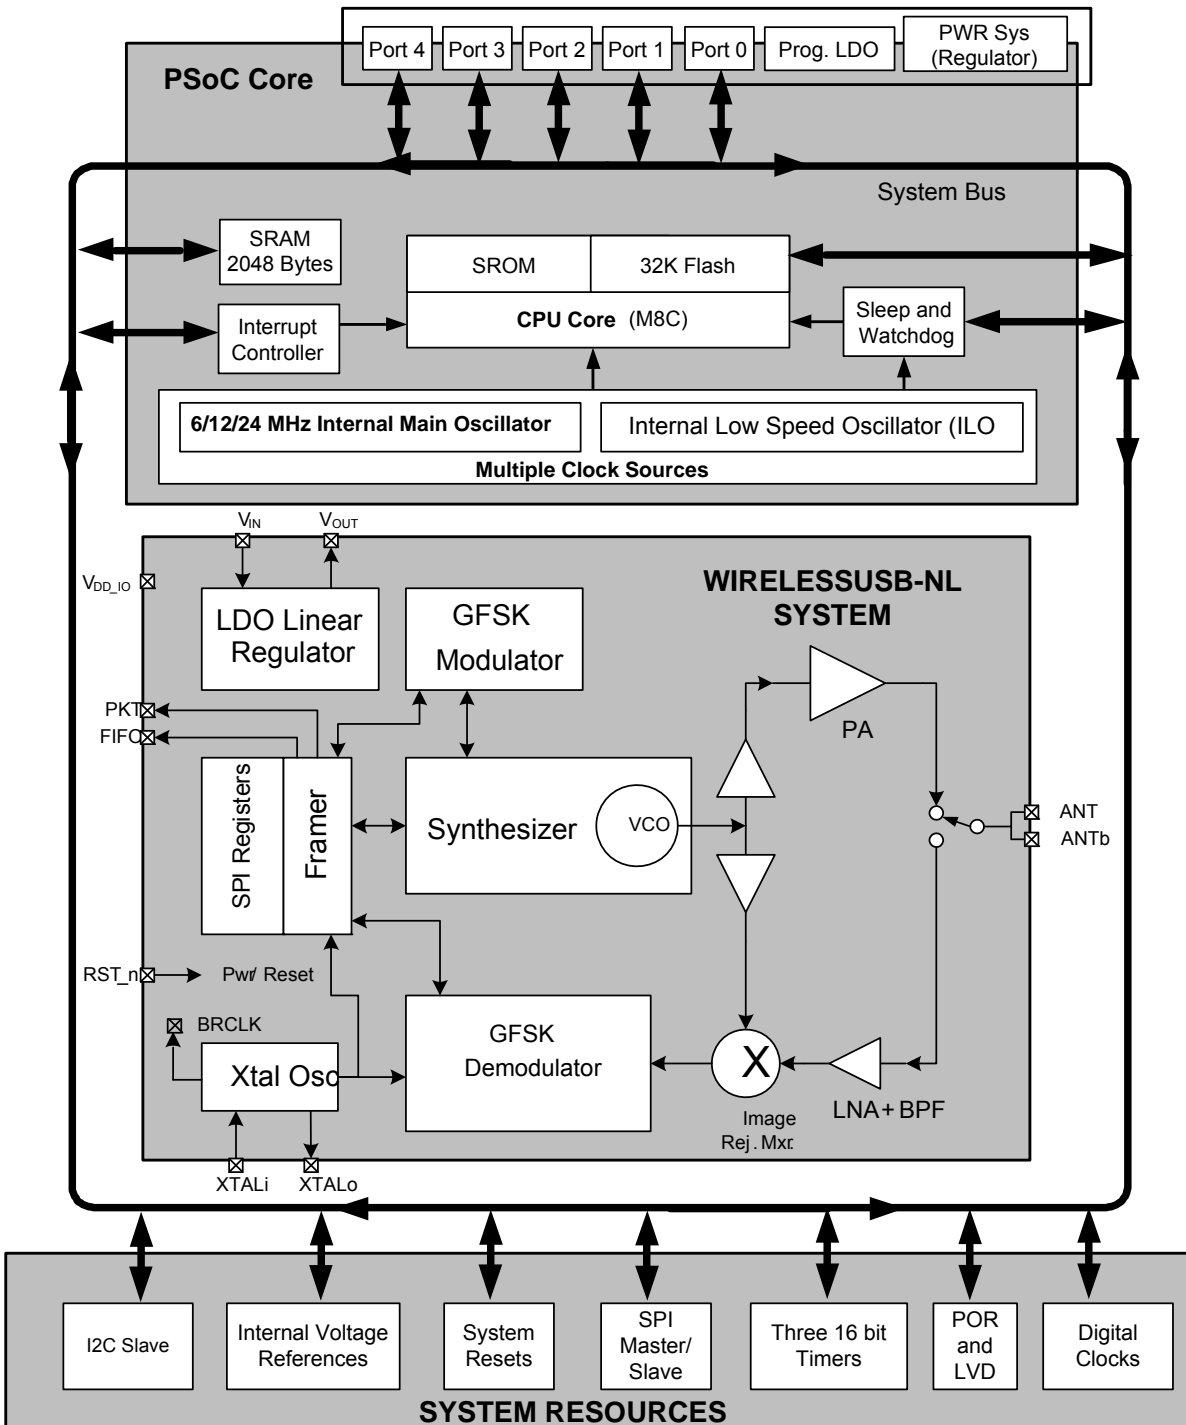 Port 4
Port 3
Port 2
Port 1
Port 0
Prog. LDO
PWR Sys
(Regulator)
PSoC Core
System Bus
SRAM
2048 Bytes
SROM
32K Flash
CPU Core (M8C)
Interrupt
Controller
Sleep and
Watchdog
6/12/24 MHz Internal Main Oscillator
Internal Low Speed Oscillator (ILO
Multiple Clock Sources
VIN
VOUT
VDD_IO
WIRELESSUSB-NL
SYSTEM
LDO Linear
Regulator
GFSK
Modulator
PKT
FIFO
PA
SPI Registers
Framer
Synthesizer
VCO
ANT
ANTb
RST_n
Pwr/ Reset
BRCLK
Xtal Osc
GFSK
Demodulator
X
LNA + BPF
Image
Rej. Mxr.
XTALi
XTALo
I2C Slave
Internal Voltage
References
System
Resets
SPI
Master/
Slave
Three 16 bit
Timers
POR
and
LVD
Digital
Clocks
SYSTEM RESOURCES